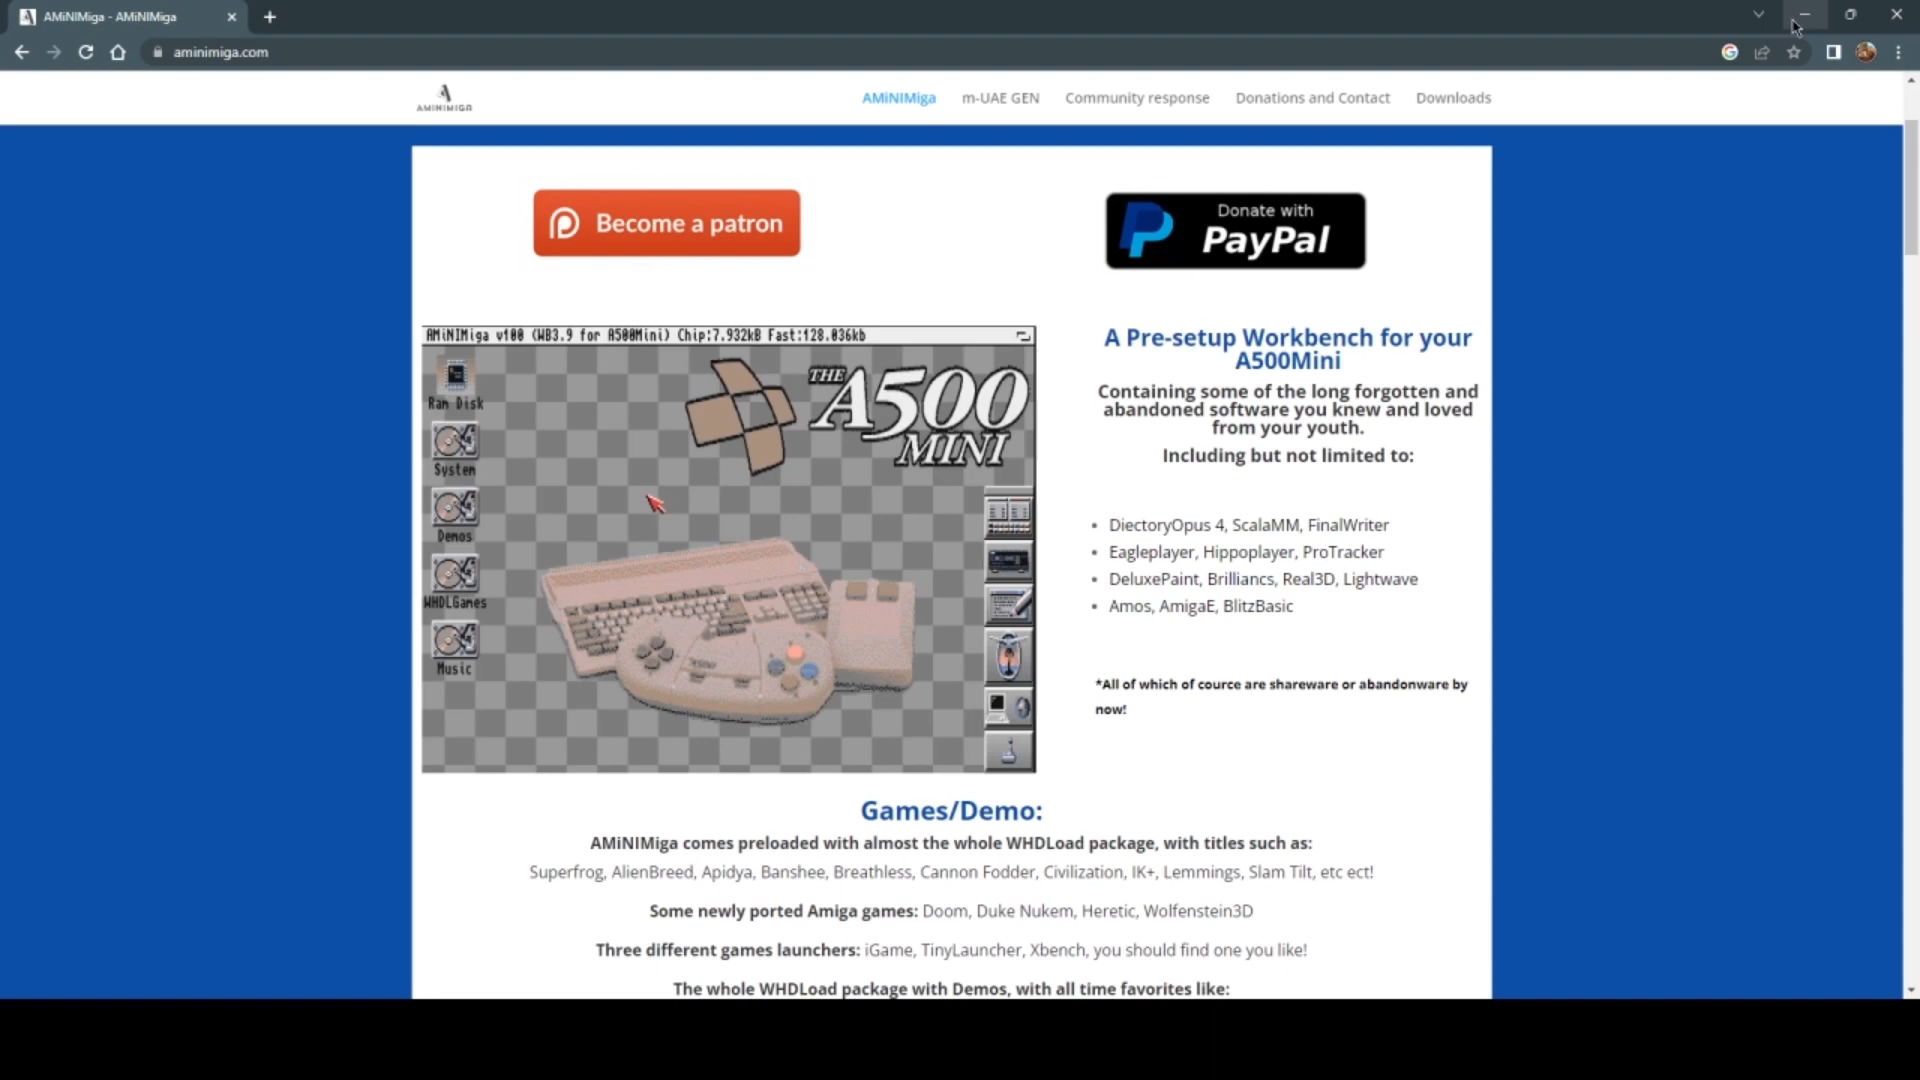 AMiNIMiga - AMiNIMiga
aminimiga.com
AMINIMIGA
AMiNIMiga
m-UAE GEN
Community response
Donations and Contact
Downloads
Become a patron
Donate with
PayPal
AMiNIMiga v100 (WB3.9 for A500Mini) Chip:7.932kB Fast:128.036kb
Ram Disk
System
Demos
WHDLGames
Music
THE
A500
MINI
A Pre-setup Workbench for your
A500Mini
Containing some of the long forgotten and
abandoned software you knew and loved
from your youth.
Including but not limited to:
DiectoryOpus 4, ScalaMM, FinalWriter
Eagleplayer, Hippoplayer, ProTracker
DeluxePaint, Brilliancs, Real3D, Lightwave
Amos, AmigaE, BlitzBasic
*All of which of cource are shareware or abandonware by
now!
Games/Demo:
AMiNIMiga comes preloaded with almost the whole WHDLoad package, with titles such as:
Superfrog, AlienBreed, Apidya, Banshee, Breathless, Cannon Fodder, Civilization, IK+, Lemmings, Slam Tilt, etc ect!
Some newly ported Amiga games: Doom, Duke Nukem, Heretic, Wolfenstein3D
Three different games launchers: iGame, TinyLauncher, Xbench, you should find one you like!
The whole WHDLoad package with Demos, with all time favorites like: